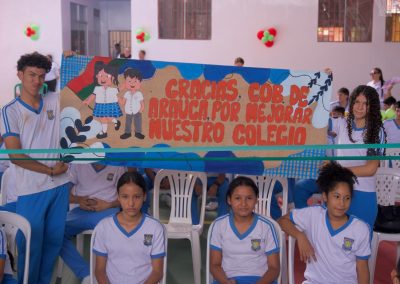 GRACIAS, GOB. DE
ARAUCA, POR MEJORAR
NUESTRO COLEGIO